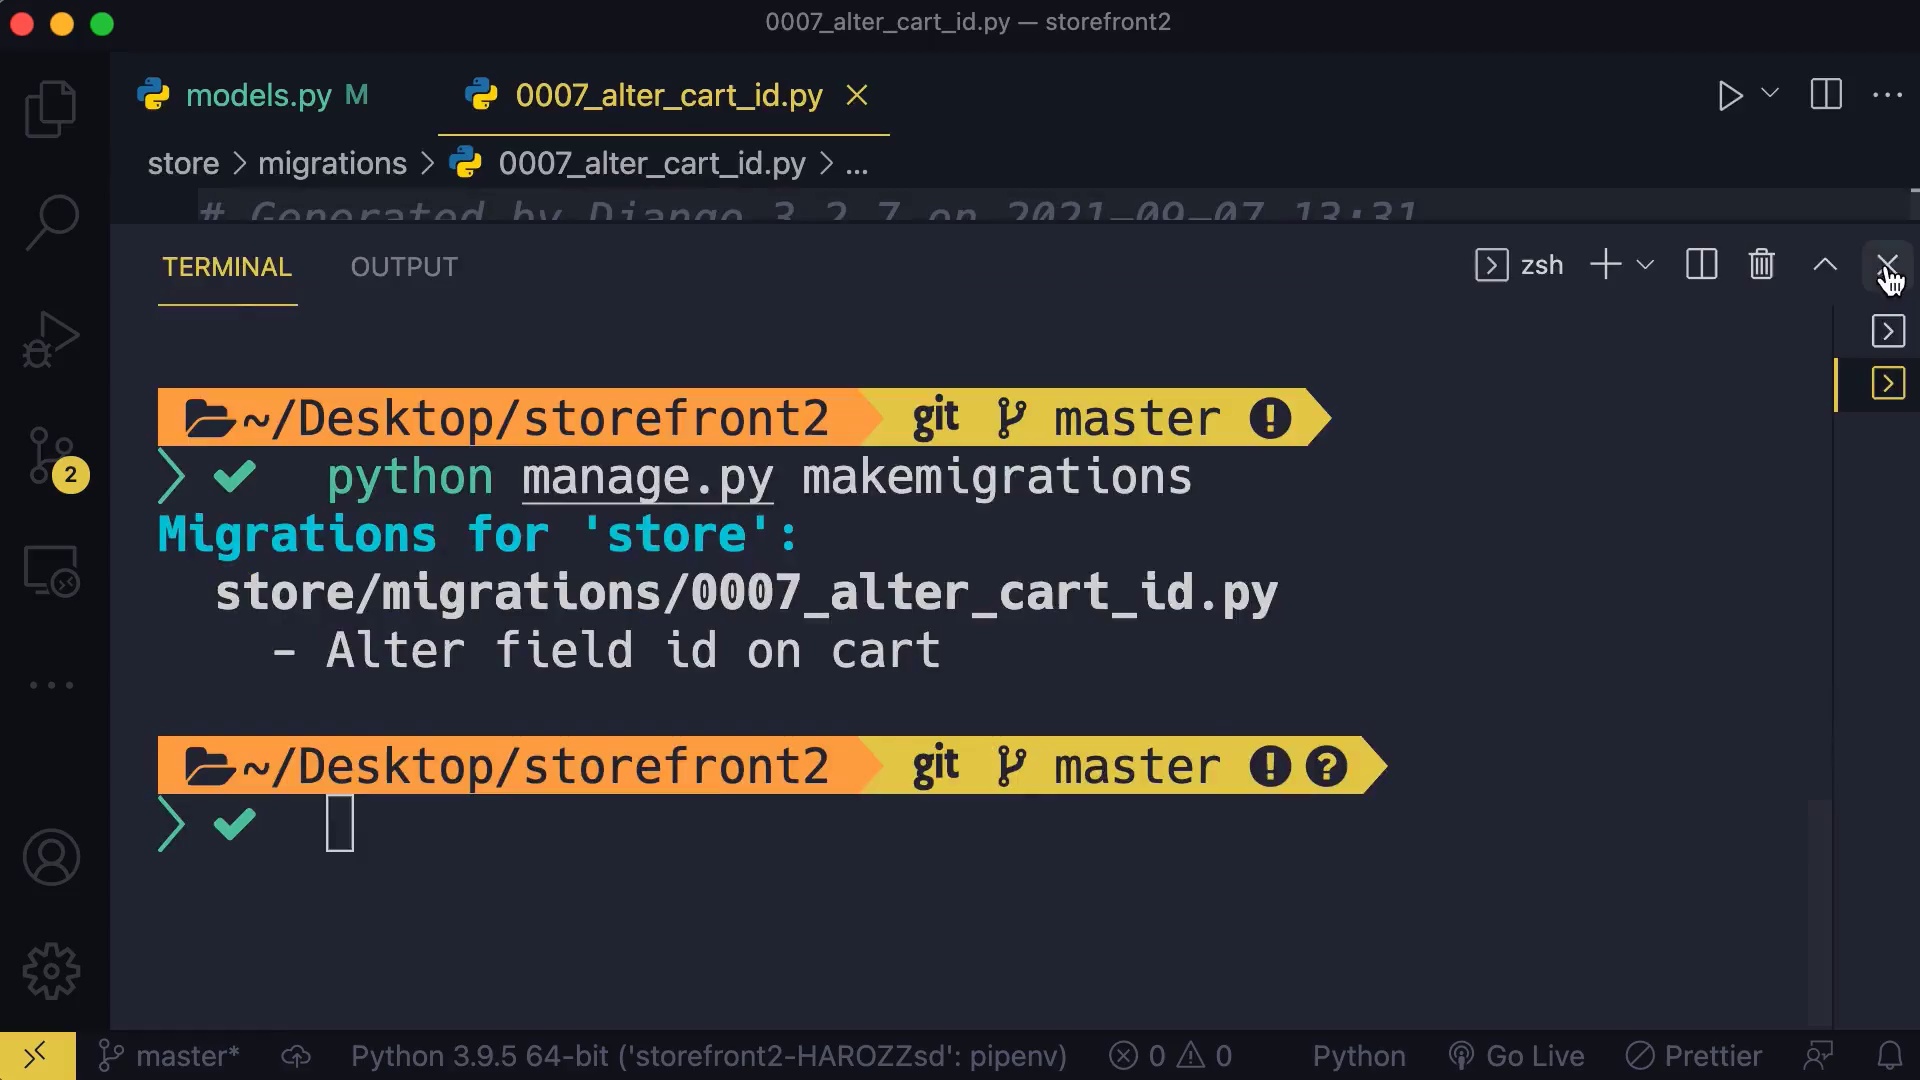 0007_alter_cart_id.py — storefront2
models.py M 0007_alter_cart_id.py
store > migrations > 0007_alter_cart_id.py > ...
# Generated by Django 3.2.7 on 2021-09-07 13:31
TERMINAL OUTPUT zsh
~/Desktop/storefront2 git master
python manage.py makemigrations
Migrations for 'store':
store/migrations/0007_alter_cart_id.py
- Alter field id on cart
~/Desktop/storefront2 git master
2
master* Python 3.9.5 64-bit ('storefront2-HAROZZsd': pipenv) 0 0 Python Go Live Prettier